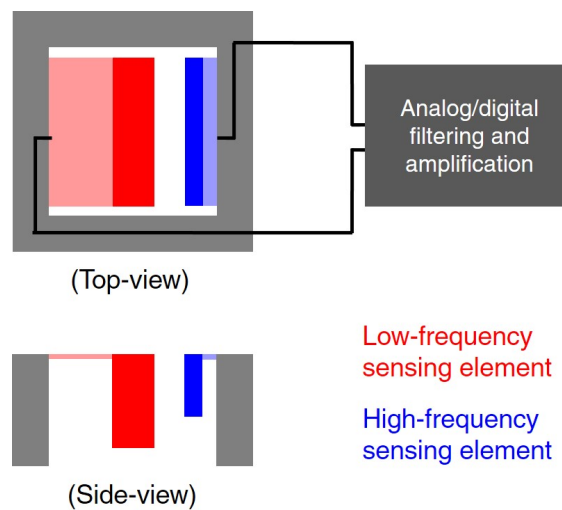 Analog/digital
filtering and
amplification
(Top-view)
Low-frequency
sensing element
High-frequency
sensing element
(Side-view)